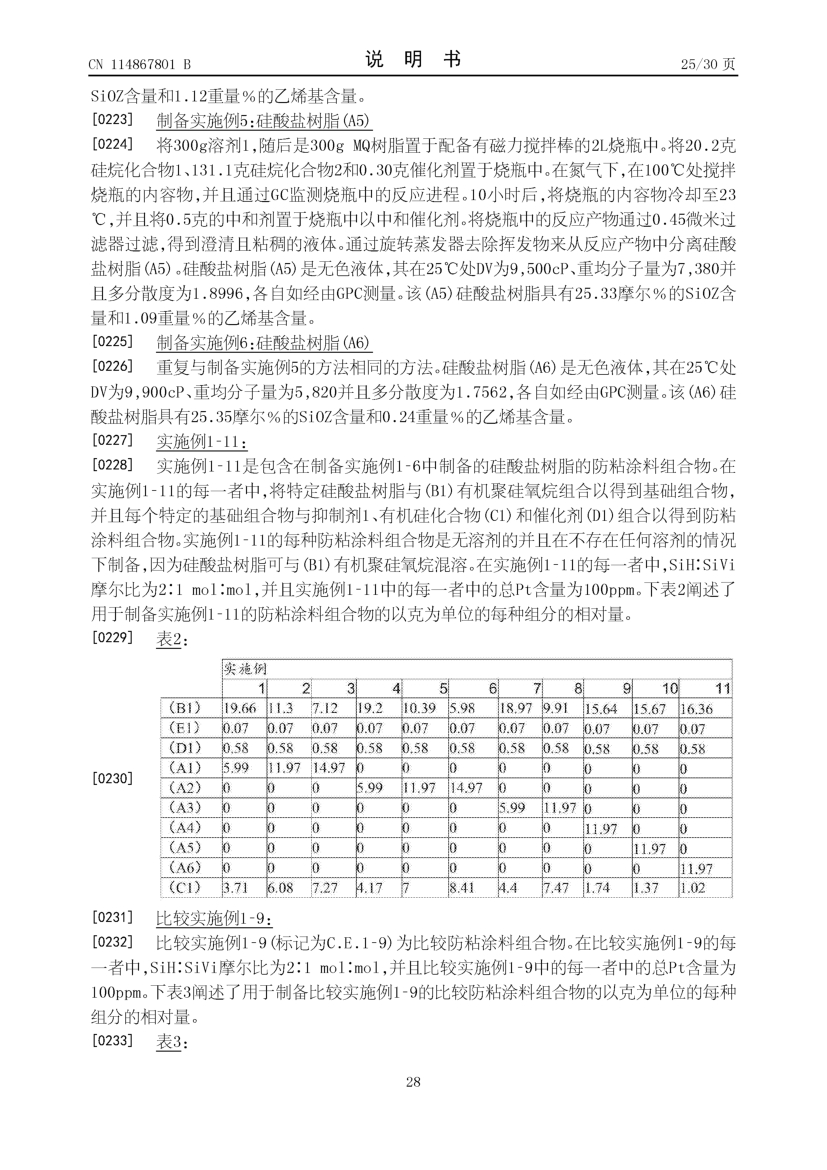 CN 114867801 B
说 明 书
25/30 页
SiOZ含量和1.12重量%的乙烯基含量。
[0223] 制备实施例5:硅酸盐树脂(A5)
[0224] 将300g溶剂1,随后是300g MQ树脂置于配备有磁力搅拌棒的2L烧瓶中。将20.2克
硅烷化合物1、131.1克硅烷化合物2和0.30克催化剂置于烧瓶中。在氮气下,在100℃处搅拌
烧瓶的内容物,并且通过GC监测烧瓶中的反应进程。10小时后,将烧瓶的内容物冷却至23
℃,并且将0.5克的中和剂置于烧瓶中以中和催化剂。将烧瓶中的反应产物通过0.45微米过
滤器过滤,得到澄清且粘稠的液体。通过旋转蒸发器去除挥发物来从反应产物中分离硅酸
盐树脂(A5)。硅酸盐树脂(A5)是无色液体,其在25℃处DV为9,500cP、重均分子量为7,380并
且多分散度为1.8996,各自如经由GPC测量。该(A5)硅酸盐树脂具有25.33摩尔%的SiOZ含
量和1.09重量%的乙烯基含量。
[0225] 制备实施例6:硅酸盐树脂(A6)
[0226] 重复与制备实施例5的方法相同的方法。硅酸盐树脂(A6)是无色液体,其在25℃处
DV为9,900cP、重均分子量为5,820并且多分散度为1.7562,各自如经由GPC测量。该(A6)硅
酸盐树脂具有25.35摩尔%的SiOZ含量和0.24重量%的乙烯基含量。
[0227] 实施例1-11:
[0228] 实施例1-11是包含在制备实施例1-6中制备的硅酸盐树脂的防粘涂料组合物。在
实施例1-11的每一者中,将特定硅酸盐树脂与(B1)有机聚硅氧烷组合以得到基础组合物,
并且每个特定的基础组合物与抑制剂1、有机硅化合物(C1)和催化剂(D1)组合以得到防粘
涂料组合物。实施例1-11的每种防粘涂料组合物是无溶剂的并且在不存在任何溶剂的情况
下制备,因为硅酸盐树脂可与(B1)有机聚硅氧烷混溶。在实施例1-11的每一者中,SiH:SiVi
摩尔比为2:1 mol:mol,并且实施例1-11中的每一者中的总Pt含量为100ppm。下表2阐述了
用于制备实施例1-11的防粘涂料组合物的以克为单位的每种组分的相对量。
[0229] 表2:
[0230]
实施例
1 2 3 4 5 6 7 8 9 10 11
(B1) 19.66 11.3 7.12 19.2 10.39 5.98 18.97 9.91 15.64 15.67 16.36
(E1) 0.07 0.07 0.07 0.07 0.07 0.07 0.07 0.07 0.07 0.07 0.07
(D1) 0.58 0.58 0.58 0.58 0.58 0.58 0.58 0.58 0.58 0.58 0.58
(A1) 5.99 11.97 14.97 0 0 0 0 0 0 0 0
(A2) 0 0 0 5.99 11.97 14.97 0 0 0 0 0
(A3) 0 0 0 0 0 0 5.99 11.97 0 0 0
(A4) 0 0 0 0 0 0 0 0 11.97 0 0
(A5) 0 0 0 0 0 0 0 0 0 11.97 0
(A6) 0 0 0 0 0 0 0 0 0 0 11.97
(C1) 3.71 6.08 7.27 4.17 7 8.41 4.4 7.47 1.74 1.37 1.02
[0231] 比较实施例1-9:
[0232] 比较实施例1-9(标记为C.E.1-9)为比较防粘涂料组合物。在比较实施例1-9的每
一者中,SiH:SiVi摩尔比为2:1 mol:mol,并且比较实施例1-9中的每一者中的总Pt含量为
100ppm。下表3阐述了用于制备比较实施例1-9的比较防粘涂料组合物的以克为单位的每种
组分的相对量。
[0233] 表3:
28